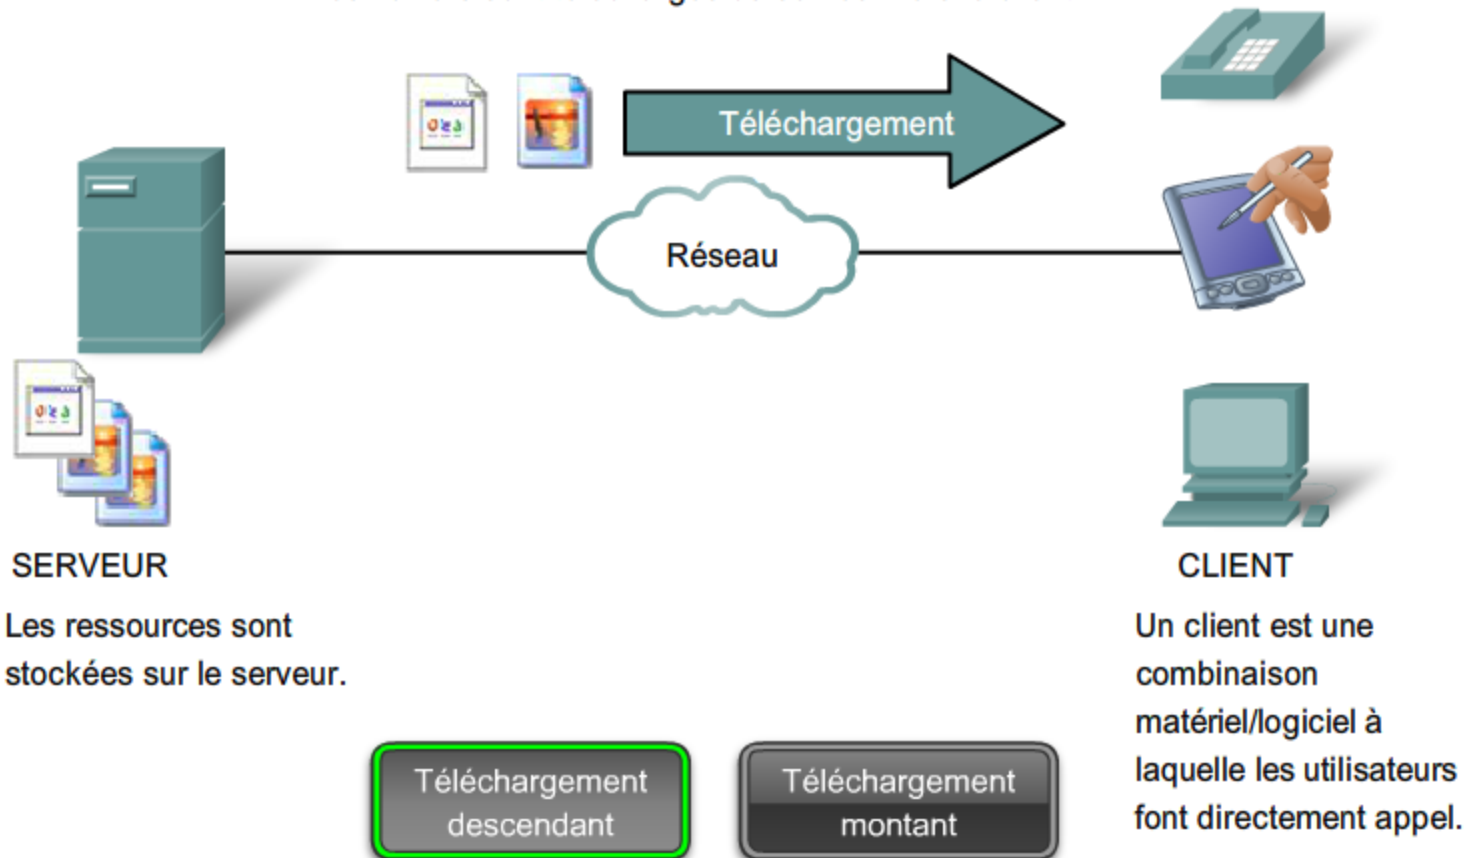 Téléchargement
Réseau
SERVEUR
Les ressources sont
stockées sur le serveur.
CLIENT
Un client est une
combinaison
matériel/logiciel à
laquelle les utilisateurs
font directement appel.
Téléchargement
descendant
Téléchargement
montant